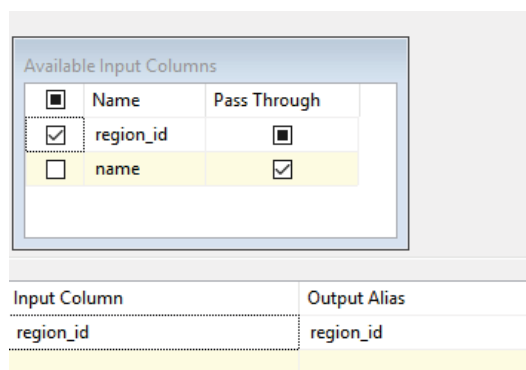 Available Input Columns
Name Pass Through
region_id
name
Input Column Output Alias
region_id region_id